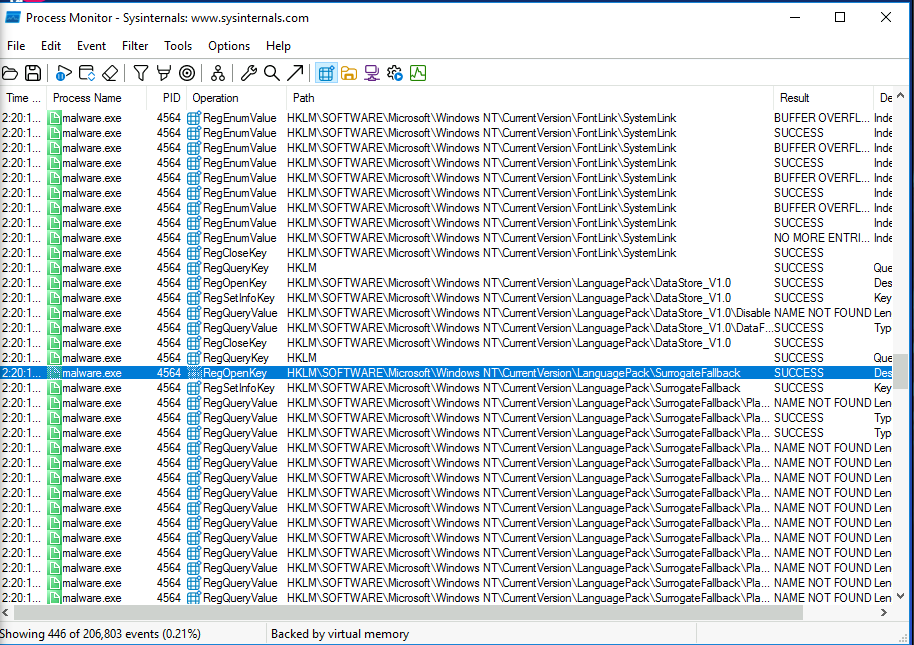 Process Monitor - Sysinternals: www.sysinternals.com
File Edit Event Filter Tools Options Help
Time ... Process Name PID Operation Path Result De
2:20:1... malware.exe 4564 RegEnumValue HKLM\SOFTWARE\Microsoft\Windows NT\CurrentVersion\FontLink\SystemLink BUFFER OVERFL... Inde
2:20:1... malware.exe 4564 RegEnumValue HKLM\SOFTWARE\Microsoft\Windows NT\CurrentVersion\FontLink\SystemLink SUCCESS Inde
2:20:1... malware.exe 4564 RegEnumValue HKLM\SOFTWARE\Microsoft\Windows NT\CurrentVersion\FontLink\SystemLink BUFFER OVERFL... Inde
2:20:1... malware.exe 4564 RegEnumValue HKLM\SOFTWARE\Microsoft\Windows NT\CurrentVersion\FontLink\SystemLink SUCCESS Inde
2:20:1... malware.exe 4564 RegEnumValue HKLM\SOFTWARE\Microsoft\Windows NT\CurrentVersion\FontLink\SystemLink BUFFER OVERFL... Inde
2:20:1... malware.exe 4564 RegEnumValue HKLM\SOFTWARE\Microsoft\Windows NT\CurrentVersion\FontLink\SystemLink SUCCESS Inde
2:20:1... malware.exe 4564 RegEnumValue HKLM\SOFTWARE\Microsoft\Windows NT\CurrentVersion\FontLink\SystemLink BUFFER OVERFL... Inde
2:20:1... malware.exe 4564 RegEnumValue HKLM\SOFTWARE\Microsoft\Windows NT\CurrentVersion\FontLink\SystemLink SUCCESS Inde
2:20:1... malware.exe 4564 RegEnumValue HKLM\SOFTWARE\Microsoft\Windows NT\CurrentVersion\FontLink\SystemLink NO MORE ENTRI... Inde
2:20:1... malware.exe 4564 RegCloseKey HKLM\SOFTWARE\Microsoft\Windows NT\CurrentVersion\FontLink\SystemLink SUCCESS
2:20:1... malware.exe 4564 RegQueryKey HKLM SUCCESS Que
2:20:1... malware.exe 4564 RegOpenKey HKLM\SOFTWARE\Microsoft\Windows NT\CurrentVersion\LanguagePack\DataStore_V1.0 SUCCESS Des
2:20:1... malware.exe 4564 RegSetInfoKey HKLM\SOFTWARE\Microsoft\Windows NT\CurrentVersion\LanguagePack\DataStore_V1.0 SUCCESS Key
2:20:1... malware.exe 4564 RegQueryValue HKLM\SOFTWARE\Microsoft\Windows NT\CurrentVersion\LanguagePack\DataStore_V1.0\Disable NAME NOT FOUND Len
2:20:1... malware.exe 4564 RegQueryValue HKLM\SOFTWARE\Microsoft\Windows NT\CurrentVersion\LanguagePack\DataStore_V1.0\DataF... SUCCESS Typ
2:20:1... malware.exe 4564 RegCloseKey HKLM\SOFTWARE\Microsoft\Windows NT\CurrentVersion\LanguagePack\DataStore_V1.0 SUCCESS
2:20:1... malware.exe 4564 RegQueryKey HKLM SUCCESS Que
2:20:1... malware.exe 4564 RegOpenKey HKLM\SOFTWARE\Microsoft\Windows NT\CurrentVersion\LanguagePack\SurrogateFallback SUCCESS Des
2:20:1... malware.exe 4564 RegSetInfoKey HKLM\SOFTWARE\Microsoft\Windows NT\CurrentVersion\LanguagePack\SurrogateFallback SUCCESS Key
2:20:1... malware.exe 4564 RegQueryValue HKLM\SOFTWARE\Microsoft\Windows NT\CurrentVersion\LanguagePack\SurrogateFallback\Pla... NAME NOT FOUND Len
2:20:1... malware.exe 4564 RegQueryValue HKLM\SOFTWARE\Microsoft\Windows NT\CurrentVersion\LanguagePack\SurrogateFallback\Pla... SUCCESS Typ
2:20:1... malware.exe 4564 RegQueryValue HKLM\SOFTWARE\Microsoft\Windows NT\CurrentVersion\LanguagePack\SurrogateFallback\Pla... SUCCESS Typ
2:20:1... malware.exe 4564 RegQueryValue HKLM\SOFTWARE\Microsoft\Windows NT\CurrentVersion\LanguagePack\SurrogateFallback\Pla... NAME NOT FOUND Len
2:20:1... malware.exe 4564 RegQueryValue HKLM\SOFTWARE\Microsoft\Windows NT\CurrentVersion\LanguagePack\SurrogateFallback\Pla... NAME NOT FOUND Len
2:20:1... malware.exe 4564 RegQueryValue HKLM\SOFTWARE\Microsoft\Windows NT\CurrentVersion\LanguagePack\SurrogateFallback\Pla... NAME NOT FOUND Len
2:20:1... malware.exe 4564 RegQueryValue HKLM\SOFTWARE\Microsoft\Windows NT\CurrentVersion\LanguagePack\SurrogateFallback\Pla... NAME NOT FOUND Len
2:20:1... malware.exe 4564 RegQueryValue HKLM\SOFTWARE\Microsoft\Windows NT\CurrentVersion\LanguagePack\SurrogateFallback\Pla... NAME NOT FOUND Len
2:20:1... malware.exe 4564 RegQueryValue HKLM\SOFTWARE\Microsoft\Windows NT\CurrentVersion\LanguagePack\SurrogateFallback\Pla... NAME NOT FOUND Len
2:20:1... malware.exe 4564 RegQueryValue HKLM\SOFTWARE\Microsoft\Windows NT\CurrentVersion\LanguagePack\SurrogateFallback\Pla... NAME NOT FOUND Len
2:20:1... malware.exe 4564 RegQueryValue HKLM\SOFTWARE\Microsoft\Windows NT\CurrentVersion\LanguagePack\SurrogateFallback\Pla... NAME NOT FOUND Len
2:20:1... malware.exe 4564 RegQueryValue HKLM\SOFTWARE\Microsoft\Windows NT\CurrentVersion\LanguagePack\SurrogateFallback\Pla... NAME NOT FOUND Len
2:20:1... malware.exe 4564 RegQueryValue HKLM\SOFTWARE\Microsoft\Windows NT\CurrentVersion\LanguagePack\SurrogateFallback\Pla... NAME NOT FOUND Len
2:20:1... malware.exe 4564 RegQueryValue HKLM\SOFTWARE\Microsoft\Windows NT\CurrentVersion\LanguagePack\SurrogateFallback\Pla... NAME NOT FOUND Len
Showing 446 of 206,803 events (0.21%) Backed by virtual memory